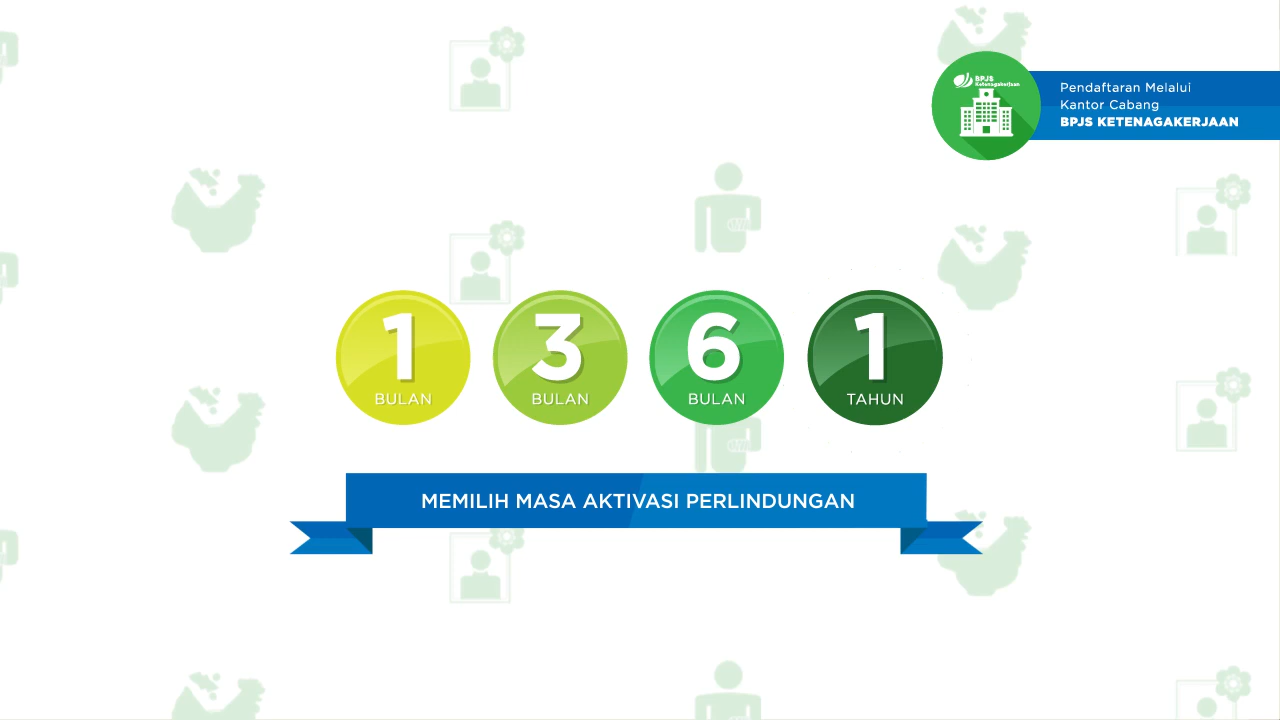 BPJS
Ketenagakerjaan
Pendaftaran Melalui
Kantor Cabang
BPJS KETENAGAKERJAAN
1
BULAN
3
BULAN
6
BULAN
1
TAHUN
MEMILIH MASA AKTIVASI PERLINDUNGAN